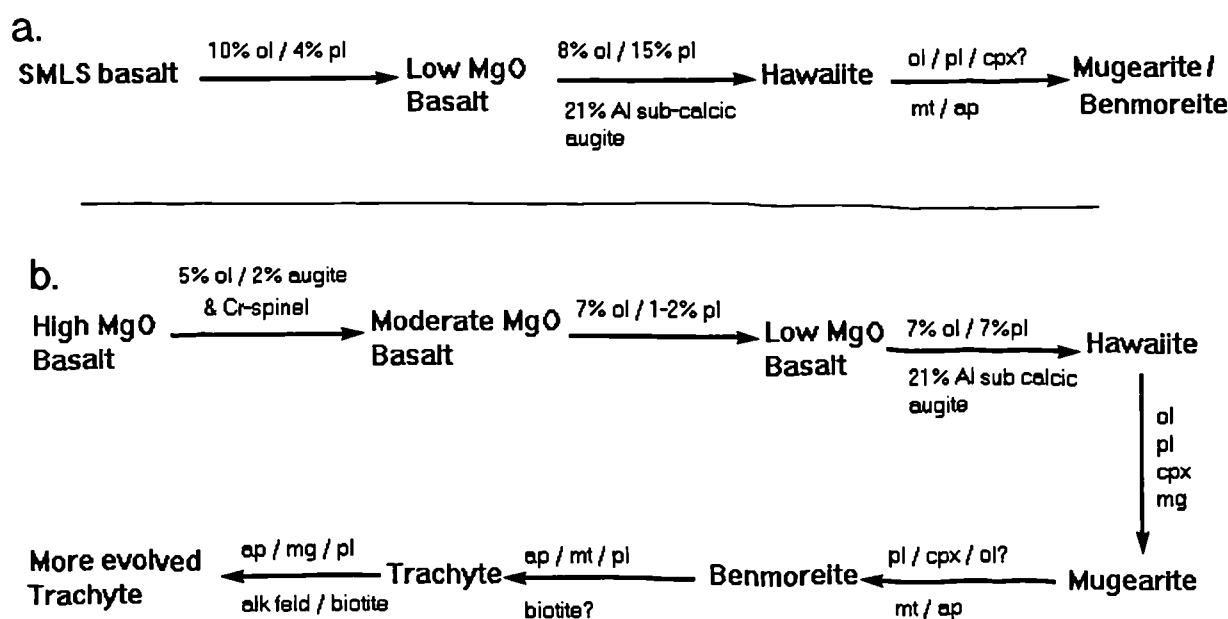 a.
SMLS basalt
10% ol / 4% pl
Low MgO
Basalt
8% ol / 15% pl
21% Al sub-calcic
augite
Hawaiite
ol / pl / cpx?
mt / ap
Mugearite/
Benmoreite
b.
High MgO
Basalt
5% ol / 2% augite
& Cr-spinel
Moderate MgO
Basalt
7% ol / 1-2% pl
Low MgO
Basalt
7% ol / 7%pl
21% Al sub calcic
augite
Hawaiite
ol
pl
cpx
mg
Mugearite
pl / cpx / ol?
mt / ap
Benmoreite
ap / mt / pl
biotite?
Trachyte
ap / mg / pl
alk feld / biotite
More evolved
Trachyte